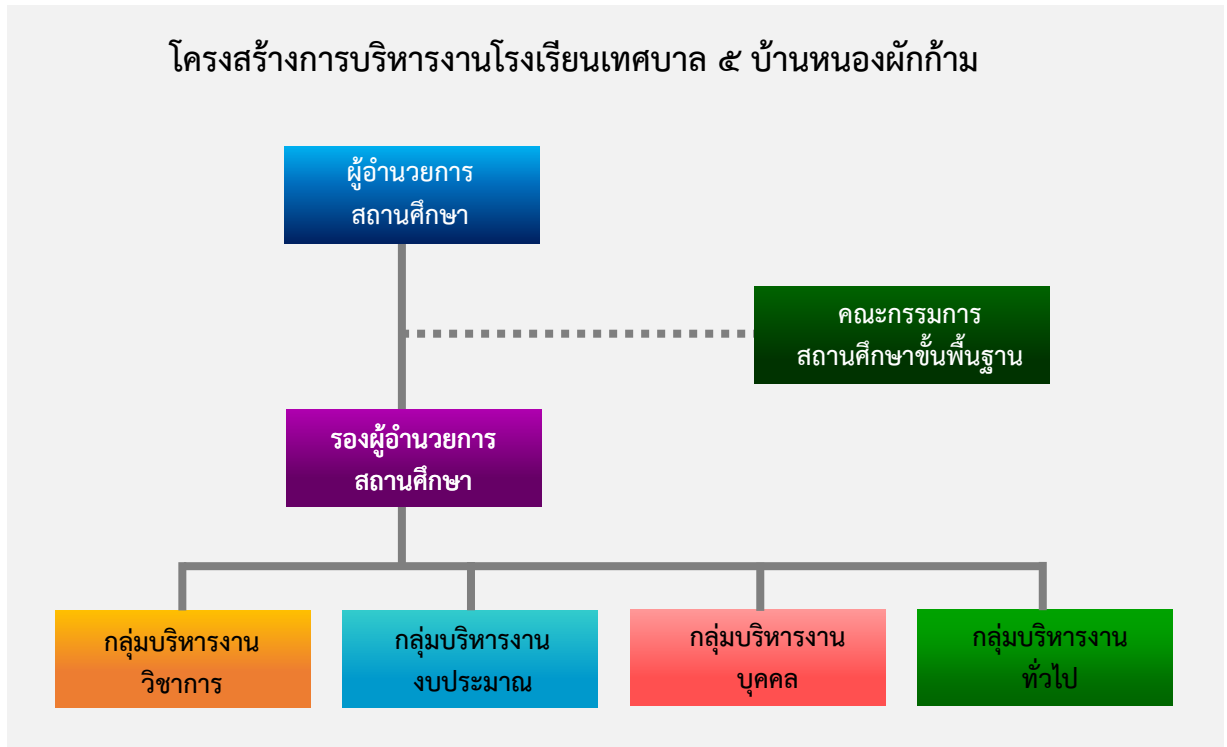 โครงสร้างการบริหารงานโรงเรียนเทศบาล ๕ บ้านหนองผักก้าม
ผู้อำนวยการ
สถานศึกษา
คณะกรรมการ
สถานศึกษาขั้นพื้นฐาน
รองผู้อำนวยการ
สถานศึกษา
กลุ่มบริหารงาน
วิชาการ
กลุ่มบริหารงาน
งบประมาณ
กลุ่มบริหารงาน
บุคคล
กลุ่มบริหารงาน
ทั่วไป